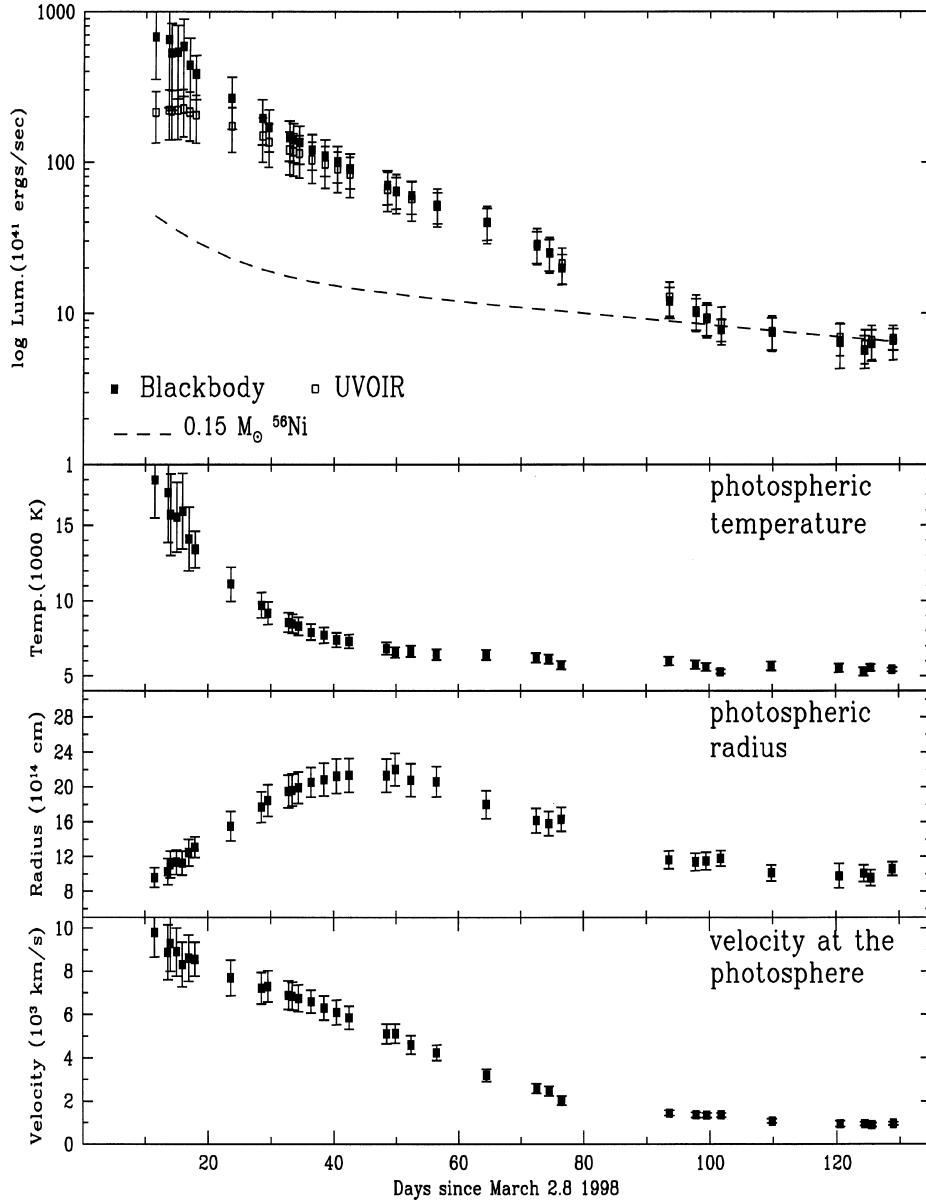 1000
100
10
1
log Lum.(10⁴¹ ergs/sec)
Blackbody UVOIR
0.15 M☉ ⁵⁶Ni
15
10
5
Temp.(1000 K)
photospheric
temperature
28
24
20
16
12
8
Radius (10¹⁴ cm)
photospheric
radius
10
8
6
4
2
0
Velocity (10³ km/s)
velocity at the
photosphere
20 40 60 80 100 120
Days since March 2.8 1998